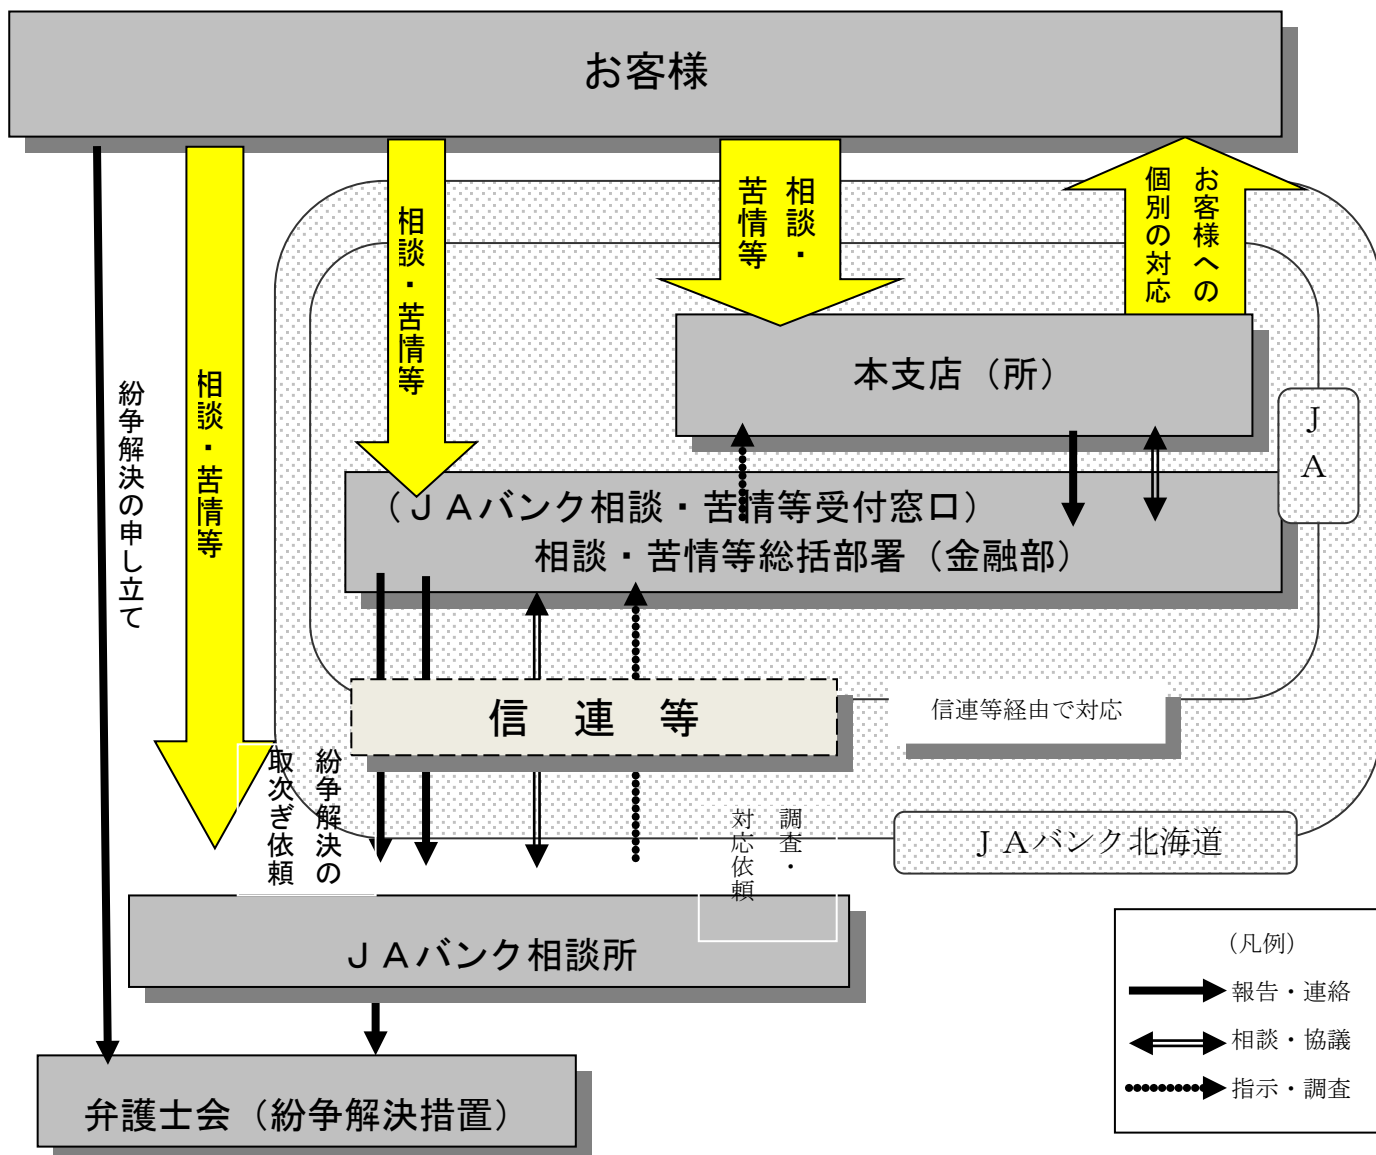 お客様
相談・苦情等
相談・苦情等
相談・
苦情等
お客様への
個別の対応
紛争解決の申し立て
本支店（所）
ＪＡ
（ＪＡバンク相談・苦情等受付窓口）
相談・苦情等総括部署（金融部）
信　連　等
信連等経由で対応
紛争解決の
取次ぎ依頼
調査・
対応依頼
ＪＡバンク北海道
ＪＡバンク相談所
弁護士会（紛争解決措置）
（凡例）
報告・連絡
相談・協議
指示・調査